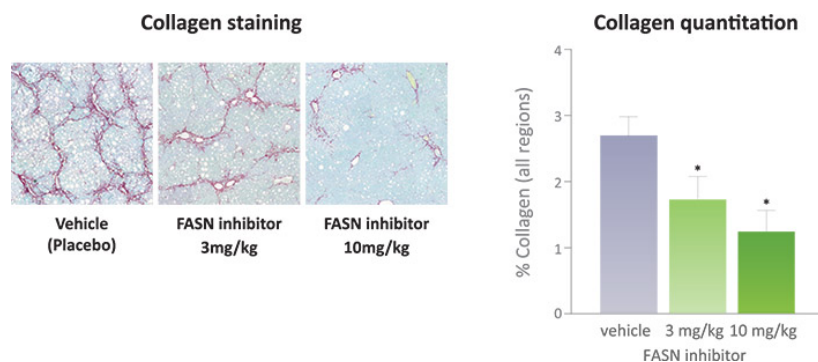 Collagen staining
Vehicle
(Placebo)
FASN inhibitor
3mg/kg
FASN inhibitor
10mg/kg
Collagen quantitation
% Collagen (all regions)
4
3
2
1
0
*
*
vehicle
3 mg/kg
10 mg/kg
FASN inhibitor